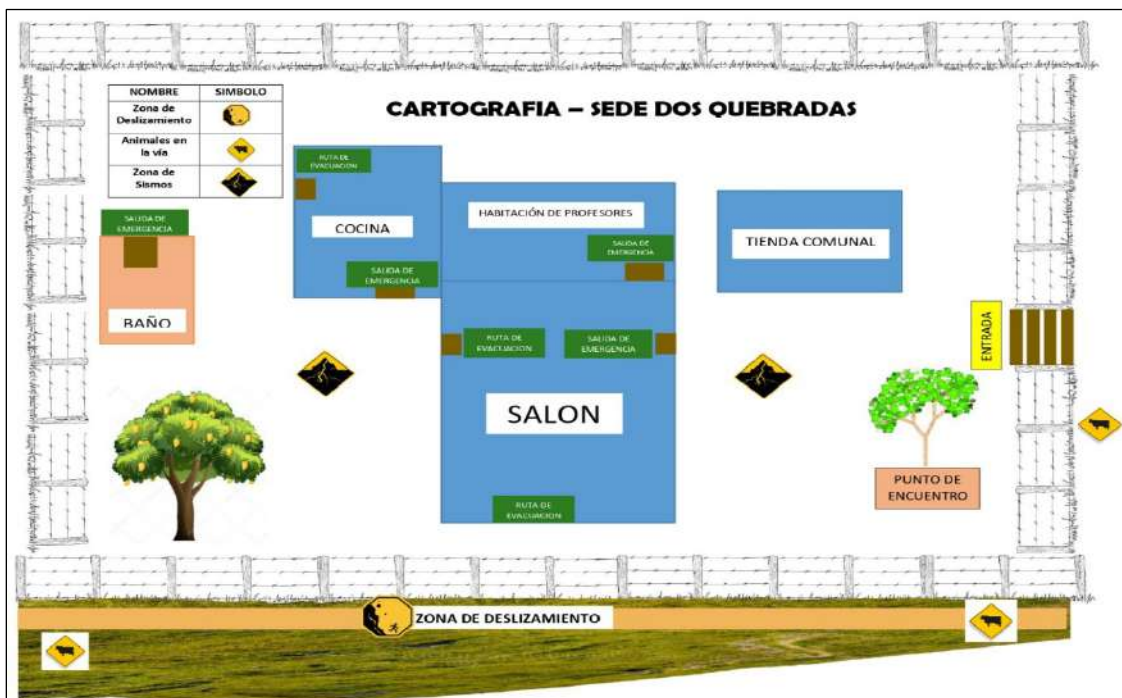 NOMBRE SIMBOLO
Zona de
Deslizamiento
Animales en
la vía
Zona de
Sismos
CARTOGRAFIA – SEDE DOS QUEBRADAS
RUTA DE
EVACUACION
COCINA
SALIDA DE
EMERGENCIA
HABITACIÓN DE PROFESORES
SALIDA DE
EMERGENCIA
TIENDA COMUNAL
SALIDA DE
EMERGENCIA
BAÑO
ENTRADA
RUTA DE
EVACUACION
SALIDA DE
EMERGENCIA
SALON
RUTA DE
EVACUACION
PUNTO DE
ENCUENTRO
ZONA DE DESLIZAMIENTO